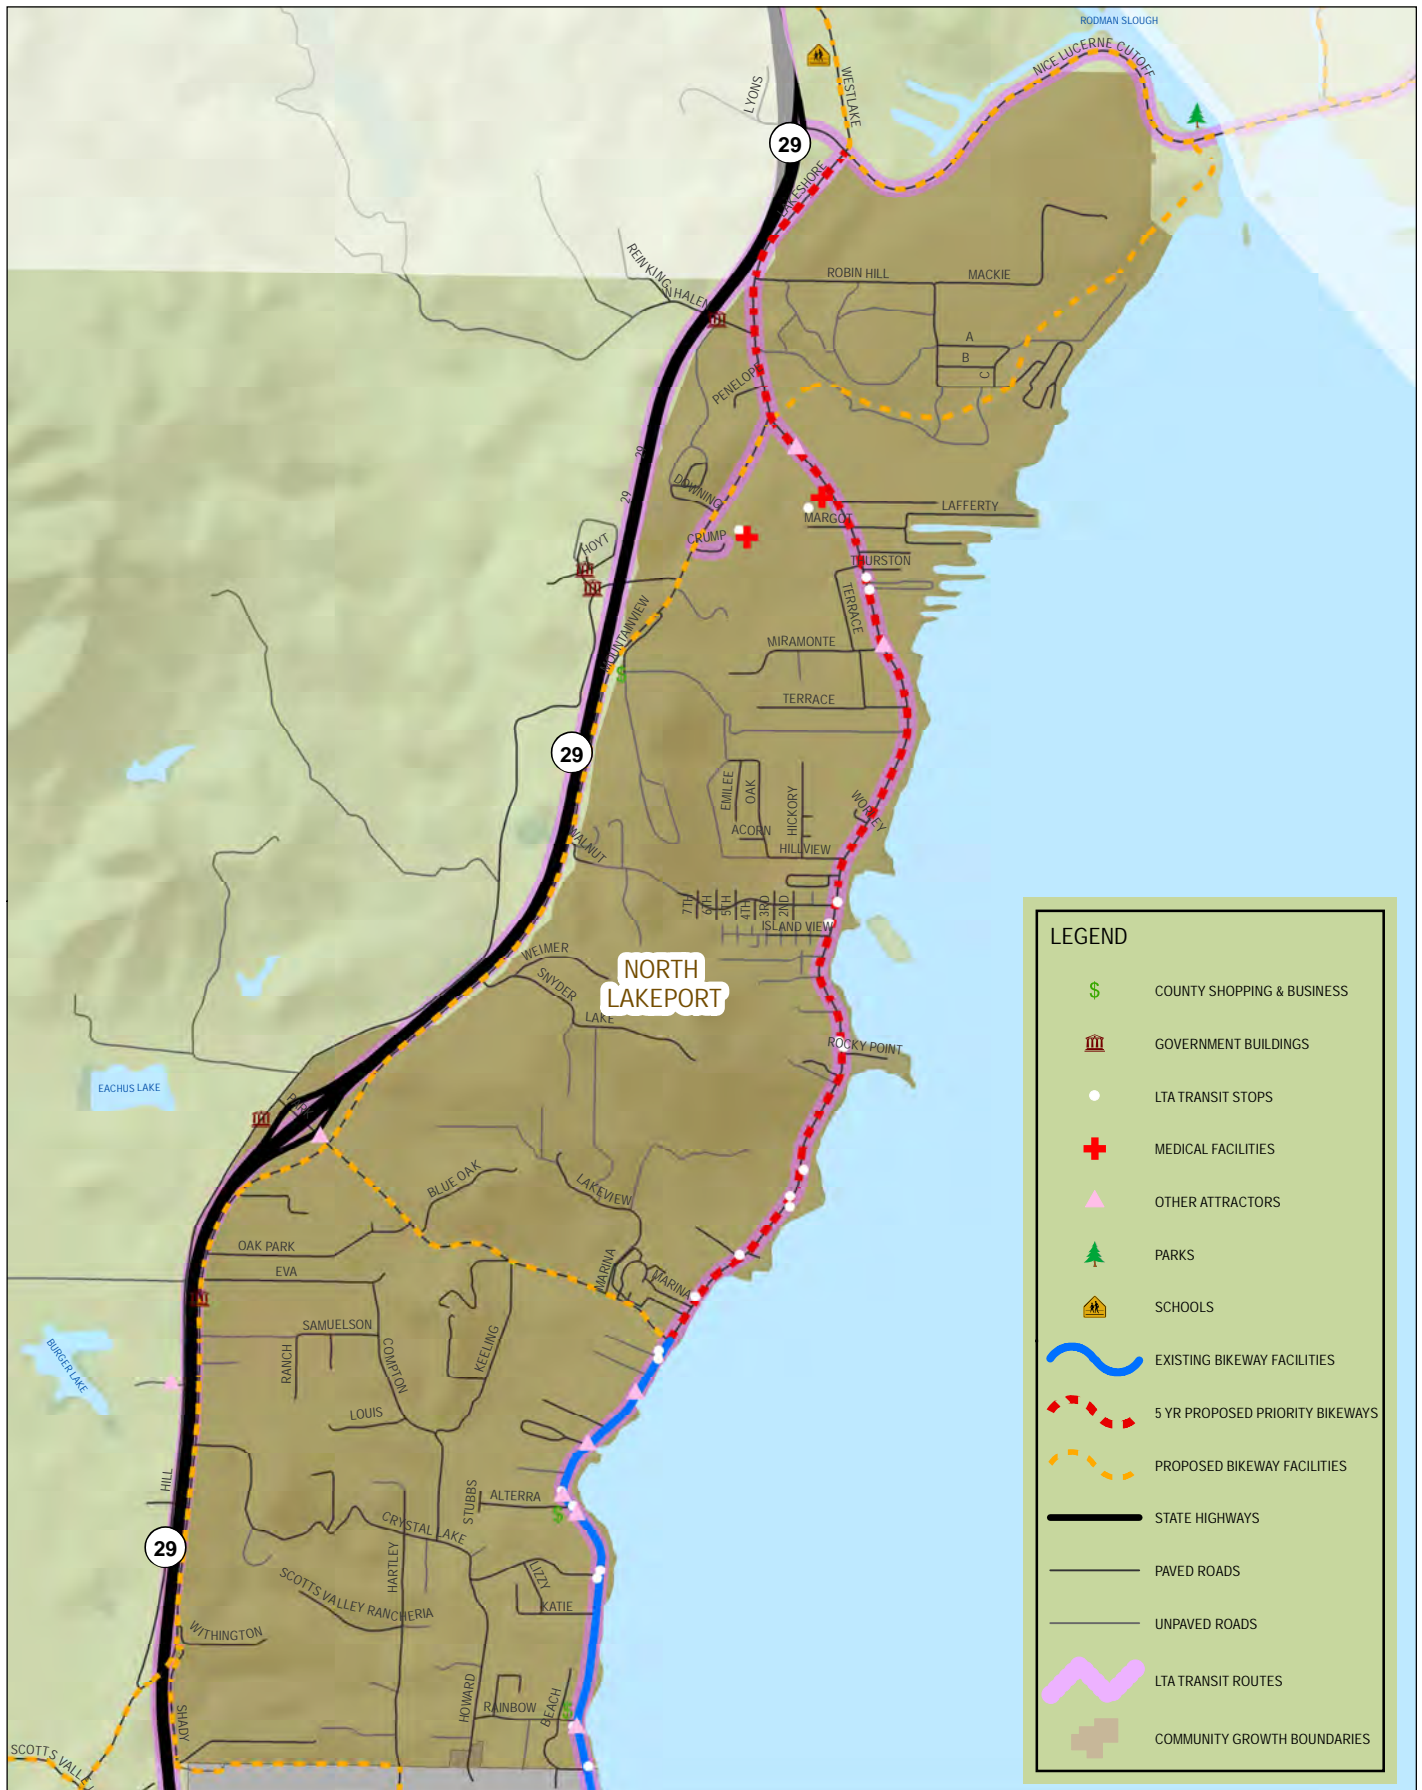 RODMAN SLOUGH
NICE LUCERNE CUTOFF
WESTLAKE
LYONS
29
LAKESHORE
REINKING
ROBIN HILL
MACKIE
A
B
C
PENELOPE
29
29
DOWNING
LAFFERTY
MARGOT
CRUMP
HOYT
THURSTON
TERRACE
MOUNTAINVIEW
MIRAMONTE
TERRACE
29
EMILEE
OAK
HICKORY
WORLEY
ACORN
HILLVIEW
WALNUT
7TH
6TH
5TH
4TH
3RD
2ND
ISLAND VIEW
WEIMER
SNYDER
NORTH
LAKEPORT
LAKE
ROCKY POINT
EACHUS LAKE
PARK
BLUE OAK
LAKEVIEW
OAK PARK
EVA
MARINA
MARINA
SAMUELSON
RANCH
COMPTON
KEELING
BURGER LAKE
LOUIS
HILL
STUBBS
ALTERRA
CRYSTAL LAKE
29
HARTLEY
LIZZY
SCOTTS VALLEY RANCHERIA
KATIE
WITHINGTON
HOWARD
RAINBOW
BEACH
SHADY
SCOTTS VALLEY
LEGEND
$ COUNTY SHOPPING & BUSINESS
GOVERNMENT BUILDINGS
LTA TRANSIT STOPS
MEDICAL FACILITIES
OTHER ATTRACTORS
PARKS
SCHOOLS
EXISTING BIKEWAY FACILITIES
5 YR PROPOSED PRIORITY BIKEWAYS
PROPOSED BIKEWAY FACILITIES
STATE HIGHWAYS
PAVED ROADS
UNPAVED ROADS
LTA TRANSIT ROUTES
COMMUNITY GROWTH BOUNDARIES